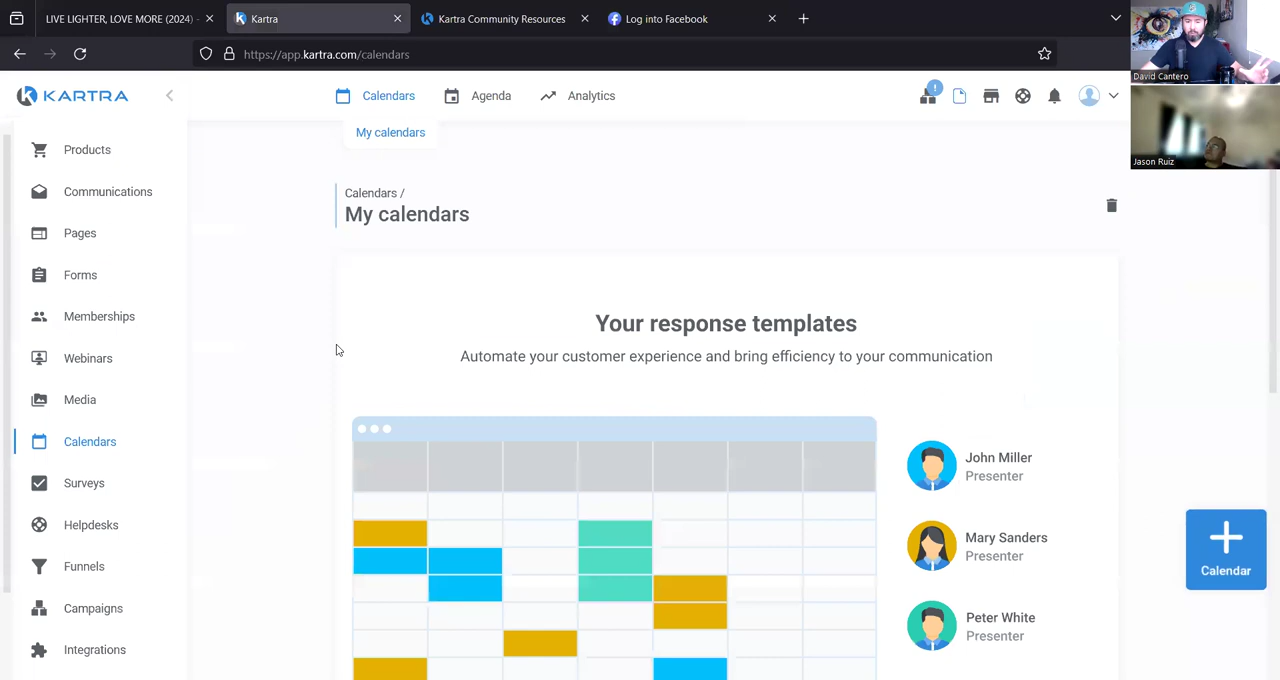 LIVE LIGHTER, LOVE MORE (2024) -
Kartra
Kartra Community Resources
Log into Facebook
https://app.kartra.com/calendars
David Cantero
Jason Ruiz
KARTRA
Calendars
Agenda
Analytics
My calendars
Products
Communications
Pages
Forms
Memberships
Webinars
Media
Calendars
Surveys
Helpdesks
Funnels
Campaigns
Integrations
Calendars /
My calendars
Your response templates
Automate your customer experience and bring efficiency to your communication
John Miller
Presenter
Mary Sanders
Presenter
Peter White
Presenter
Calendar